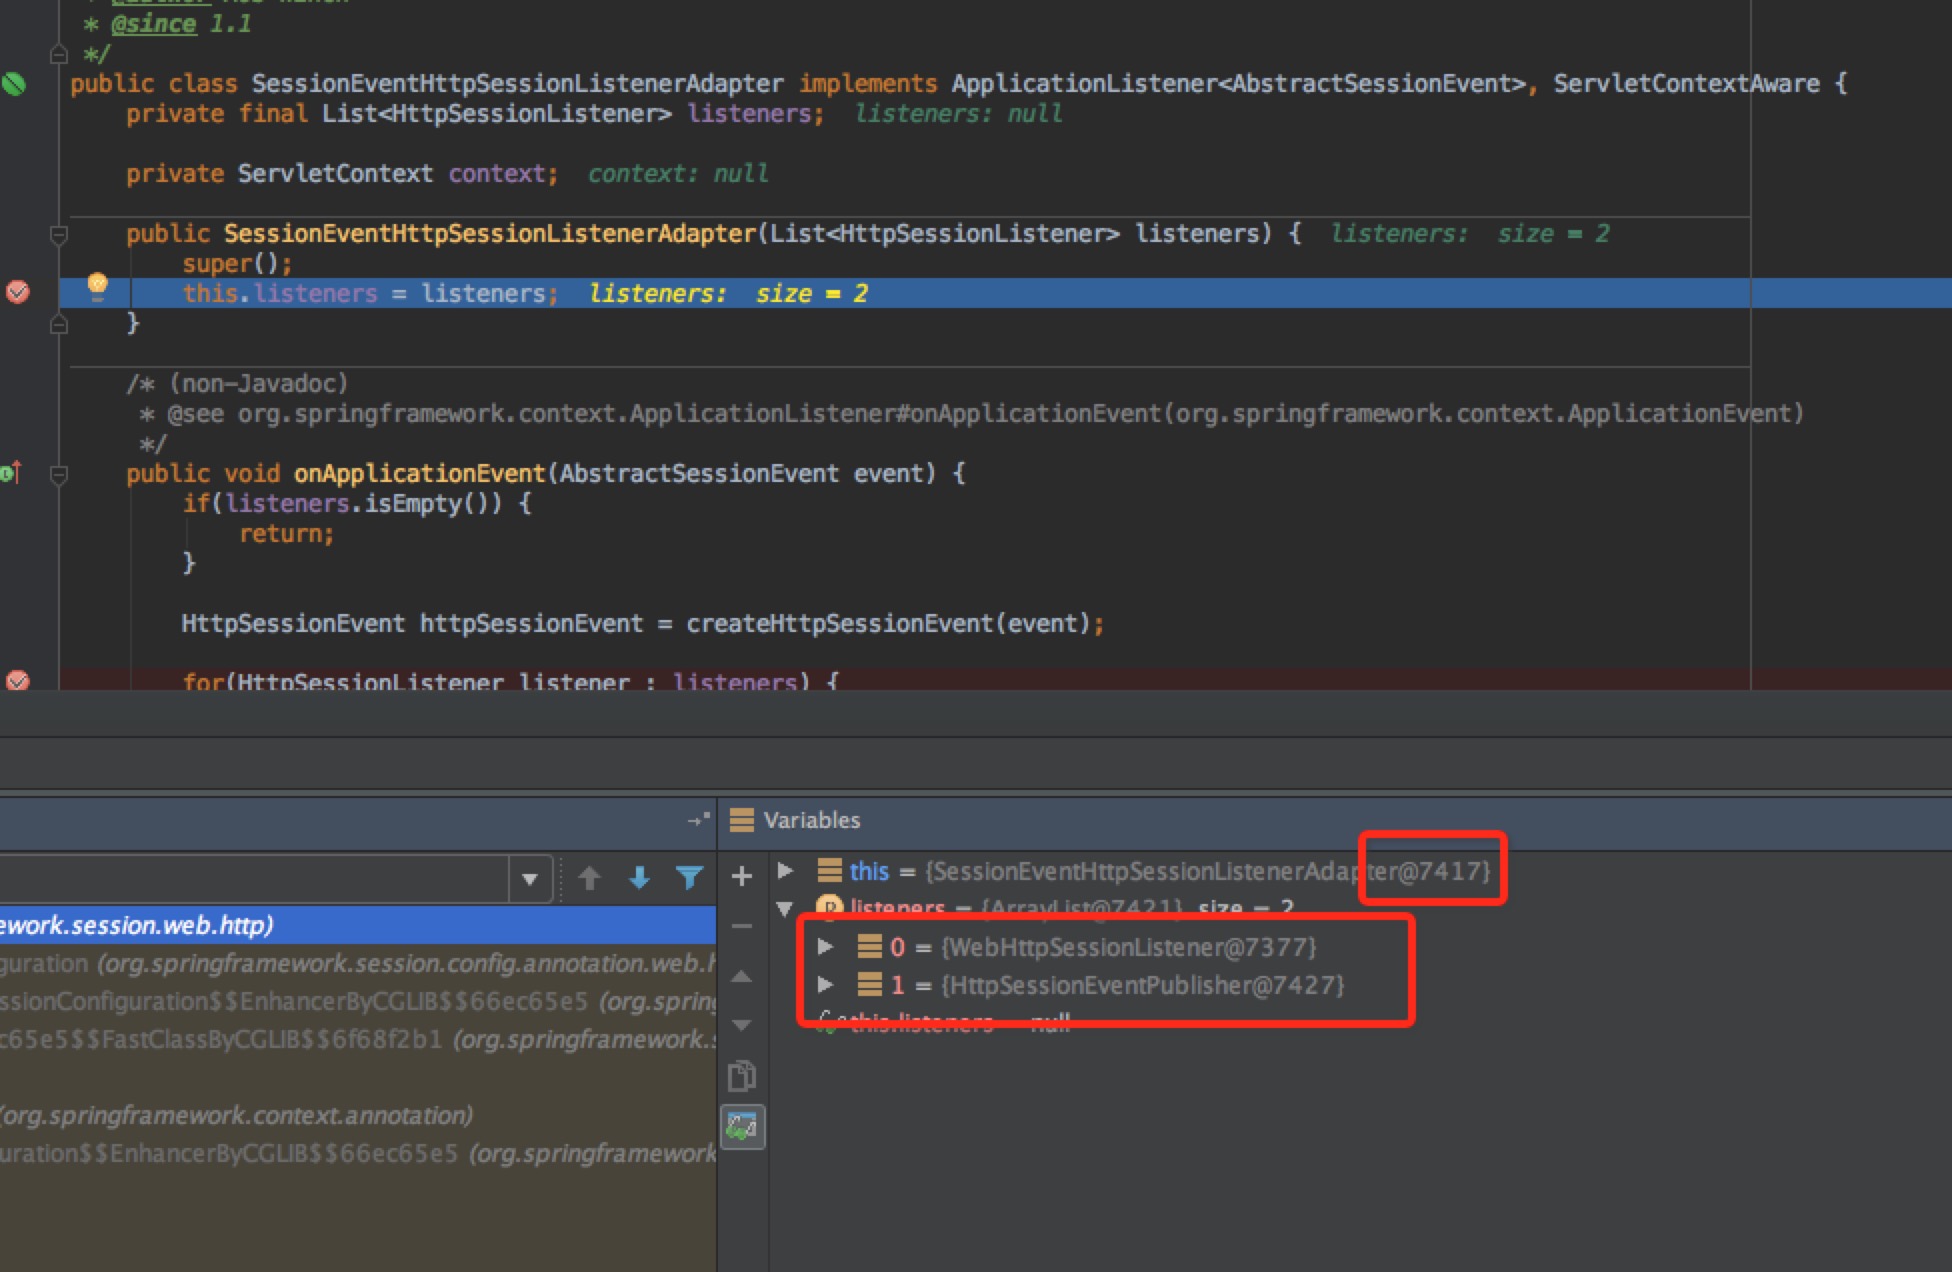 * @since 1.1
*/
public class SessionEventHttpSessionListenerAdapter implements ApplicationListener<AbstractSessionEvent>, ServletContextAware {
private final List<HttpSessionListener> listeners; listeners: null
private ServletContext context; context: null
public SessionEventHttpSessionListenerAdapter(List<HttpSessionListener> listeners) { listeners: size = 2
super();
this.listeners = listeners; listeners: size = 2
}
/* (non-Javadoc)
* @see org.springframework.context.ApplicationListener#onApplicationEvent(org.springframework.context.ApplicationEvent)
*/
public void onApplicationEvent(AbstractSessionEvent event) {
if(listeners.isEmpty()) {
return;
}
HttpSessionEvent httpSessionEvent = createHttpSessionEvent(event);
for(HttpSessionListener listener : listeners) {
Variables
this = {SessionEventHttpSessionListenerAdapter@7417}
listeners = {ArrayList@7421} size = 2
0 = {WebHttpSessionListener@7377}
1 = {HttpSessionEventPublisher@7427}
this.listeners = null
ework.session.web.http)
guration (org.springframework.session.config.annotation.web.h
ssionConfiguration$$EnhancerByCGLIB$$66ec65e5 (org.spring
c65e5$$FastClassByCGLIB$$6f68f2b1 (org.springframework.s
(org.springframework.context.annotation)
uration$$EnhancerByCGLIB$$66ec65e5 (org.springframework